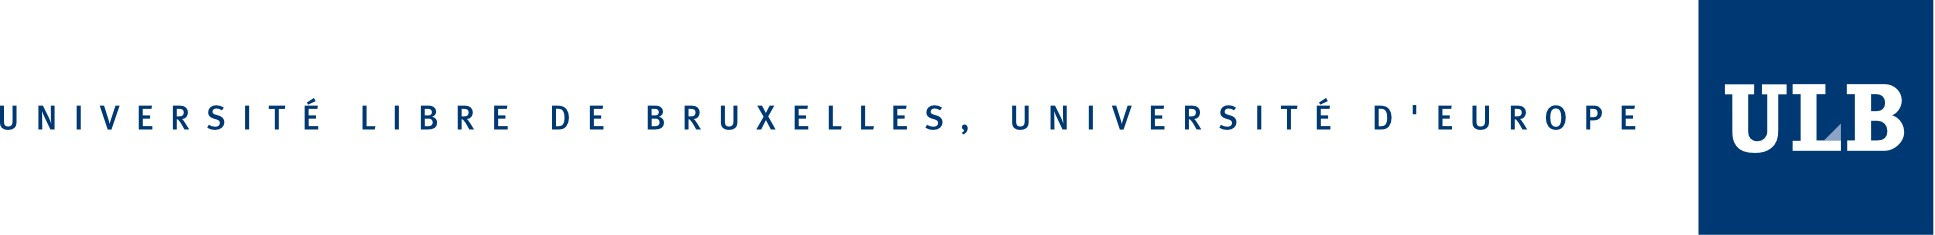 UNIVERSITÉ LIBRE DE BRUXELLES, UNIVERSITÉ D'EUROPE
ULB